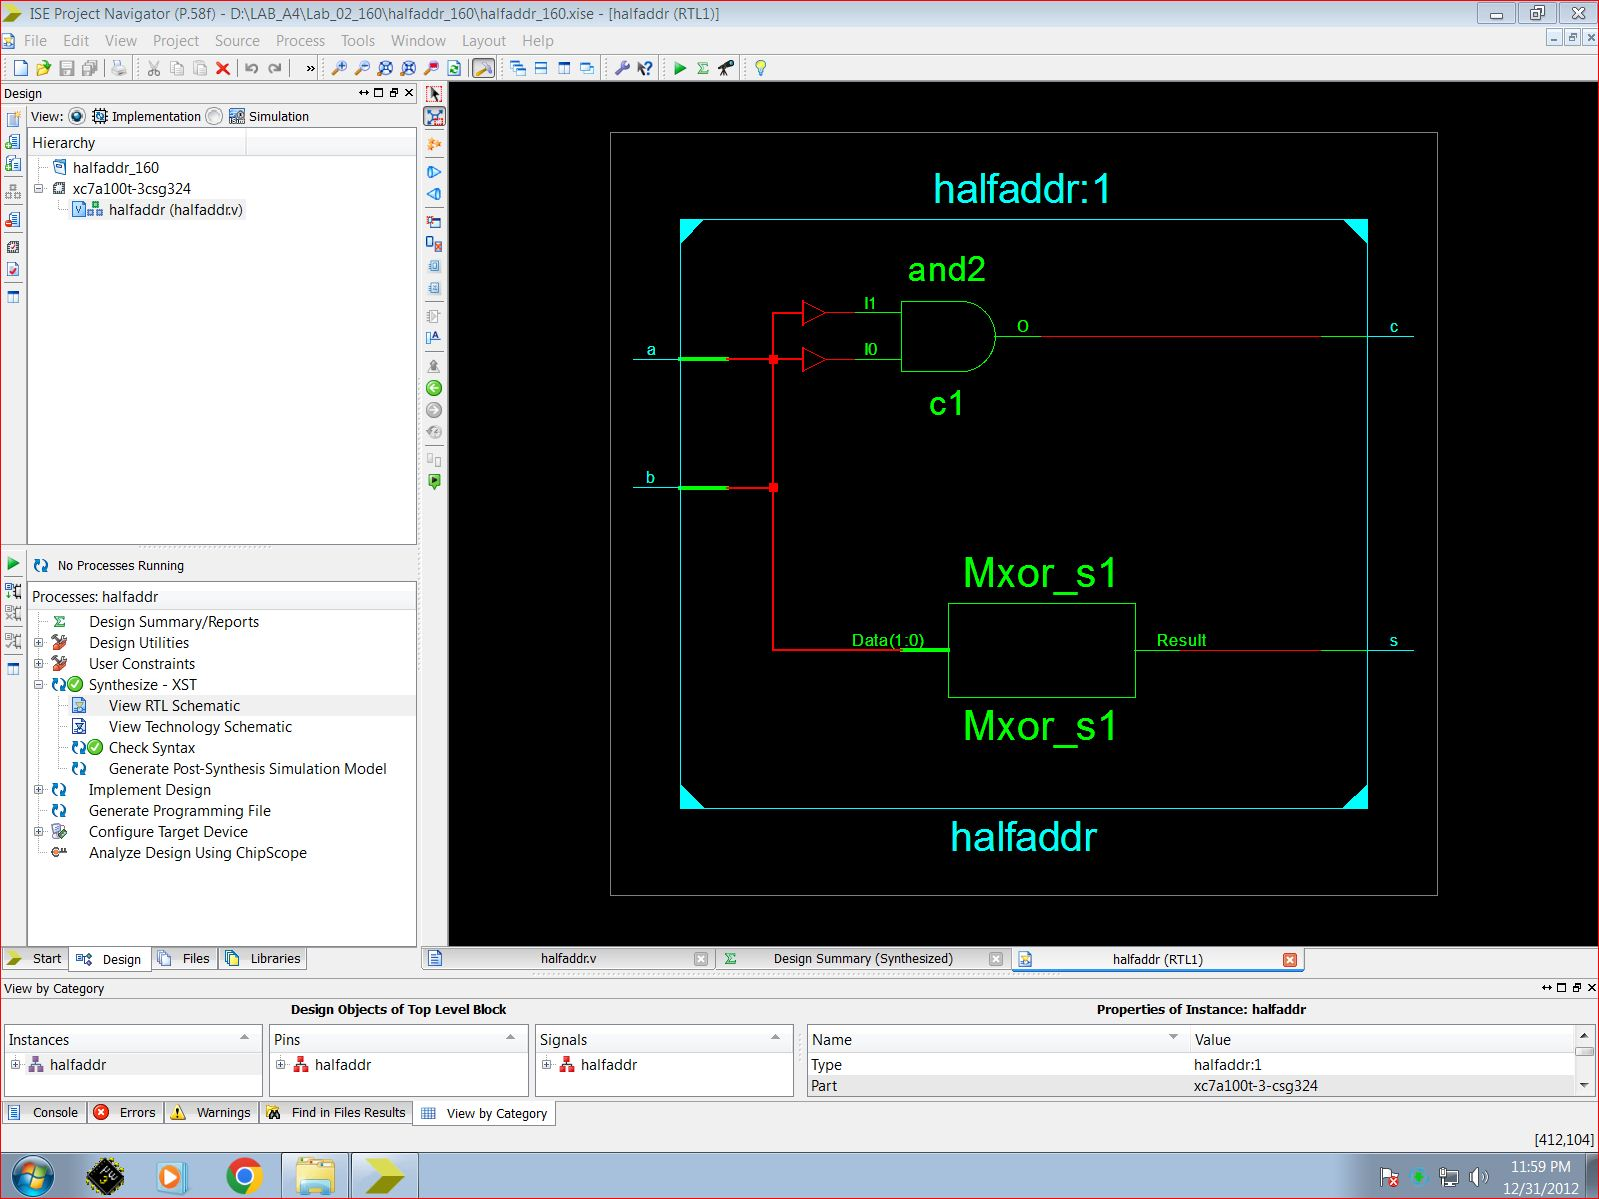 ISE Project Navigator (P.58f) - D:\LAB_A4\Lab_02_160\halfaddr_160\halfaddr_160.xise - [halfaddr (RTL1)]
File Edit View Project Source Process Tools Window Layout Help
Design
View: Implementation Simulation
Hierarchy
halfaddr_160
xc7a100t-3csg324
halfaddr (halfaddr.v)
No Processes Running
Processes: halfaddr
Design Summary/Reports
Design Utilities
User Constraints
Synthesize - XST
View RTL Schematic
View Technology Schematic
Check Syntax
Generate Post-Synthesis Simulation Model
Implement Design
Generate Programming File
Configure Target Device
Analyze Design Using ChipScope
Start Design Files Libraries
halfaddr:1
and2
I1
I0
O
c1
a
b
c
Mxor_s1
Data(1:0)
Result
s
Mxor_s1
halfaddr
halfaddr.v
Design Summary (Synthesized)
halfaddr (RTL1)
View by Category
Design Objects of Top Level Block
Properties of Instance: halfaddr
Instances
halfaddr
Pins
halfaddr
Signals
halfaddr
Name Value
Type halfaddr:1
Part xc7a100t-3-csg324
Console Errors Warnings Find in Files Results View by Category
[412,104]
11:59 PM
12/31/2012